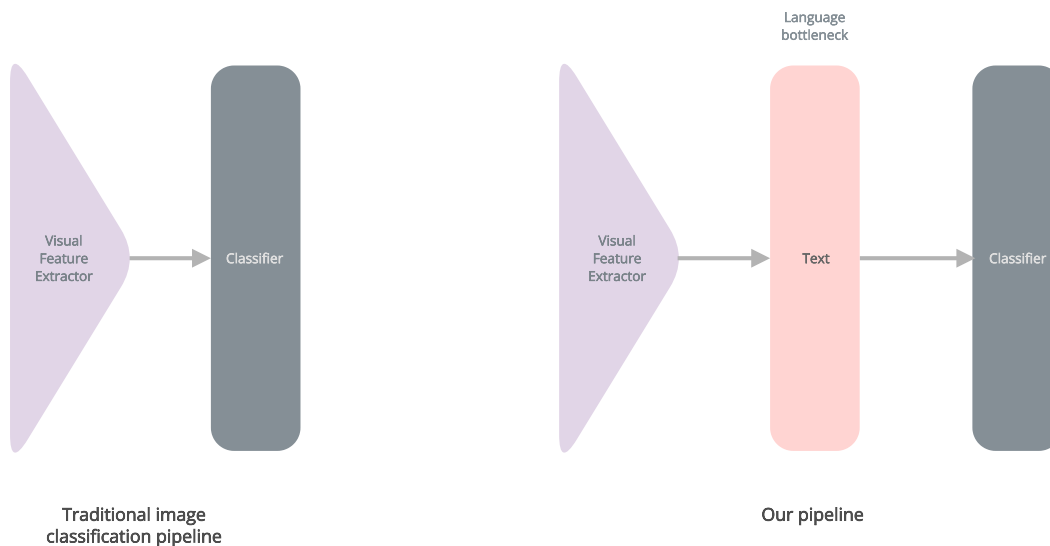 Language
bottleneck
Visual
Feature
Extractor
Classifier
Visual
Feature
Extractor
Text
Classifier
Traditional image
classification pipeline
Our pipeline